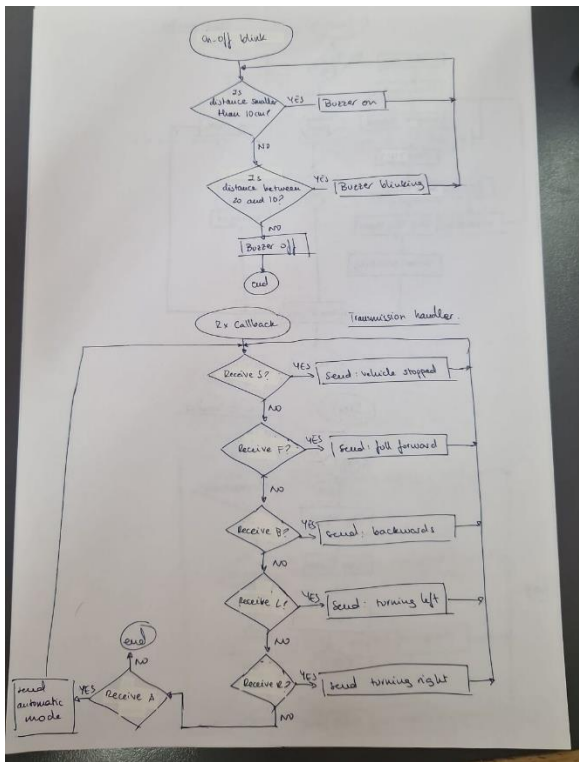 on-off blink
Is
distance smaller
than 10cm?
YES
Buzzer on
NO
Is
distance between
20 and 10?
YES
Buzzer blinking
NO
Buzzer off
end
Rx Callback
Transmission handler.
Receive S?
YES
Send: vehicle stopped
NO
Receive F?
YES
Send: full forward
NO
Receive B?
YES
Send: backwards
NO
Receive L?
YES
Send: turning left
NO
Receive R?
YES
Send turning right
NO
end
NO
Receive A
YES
send
automatic
mode